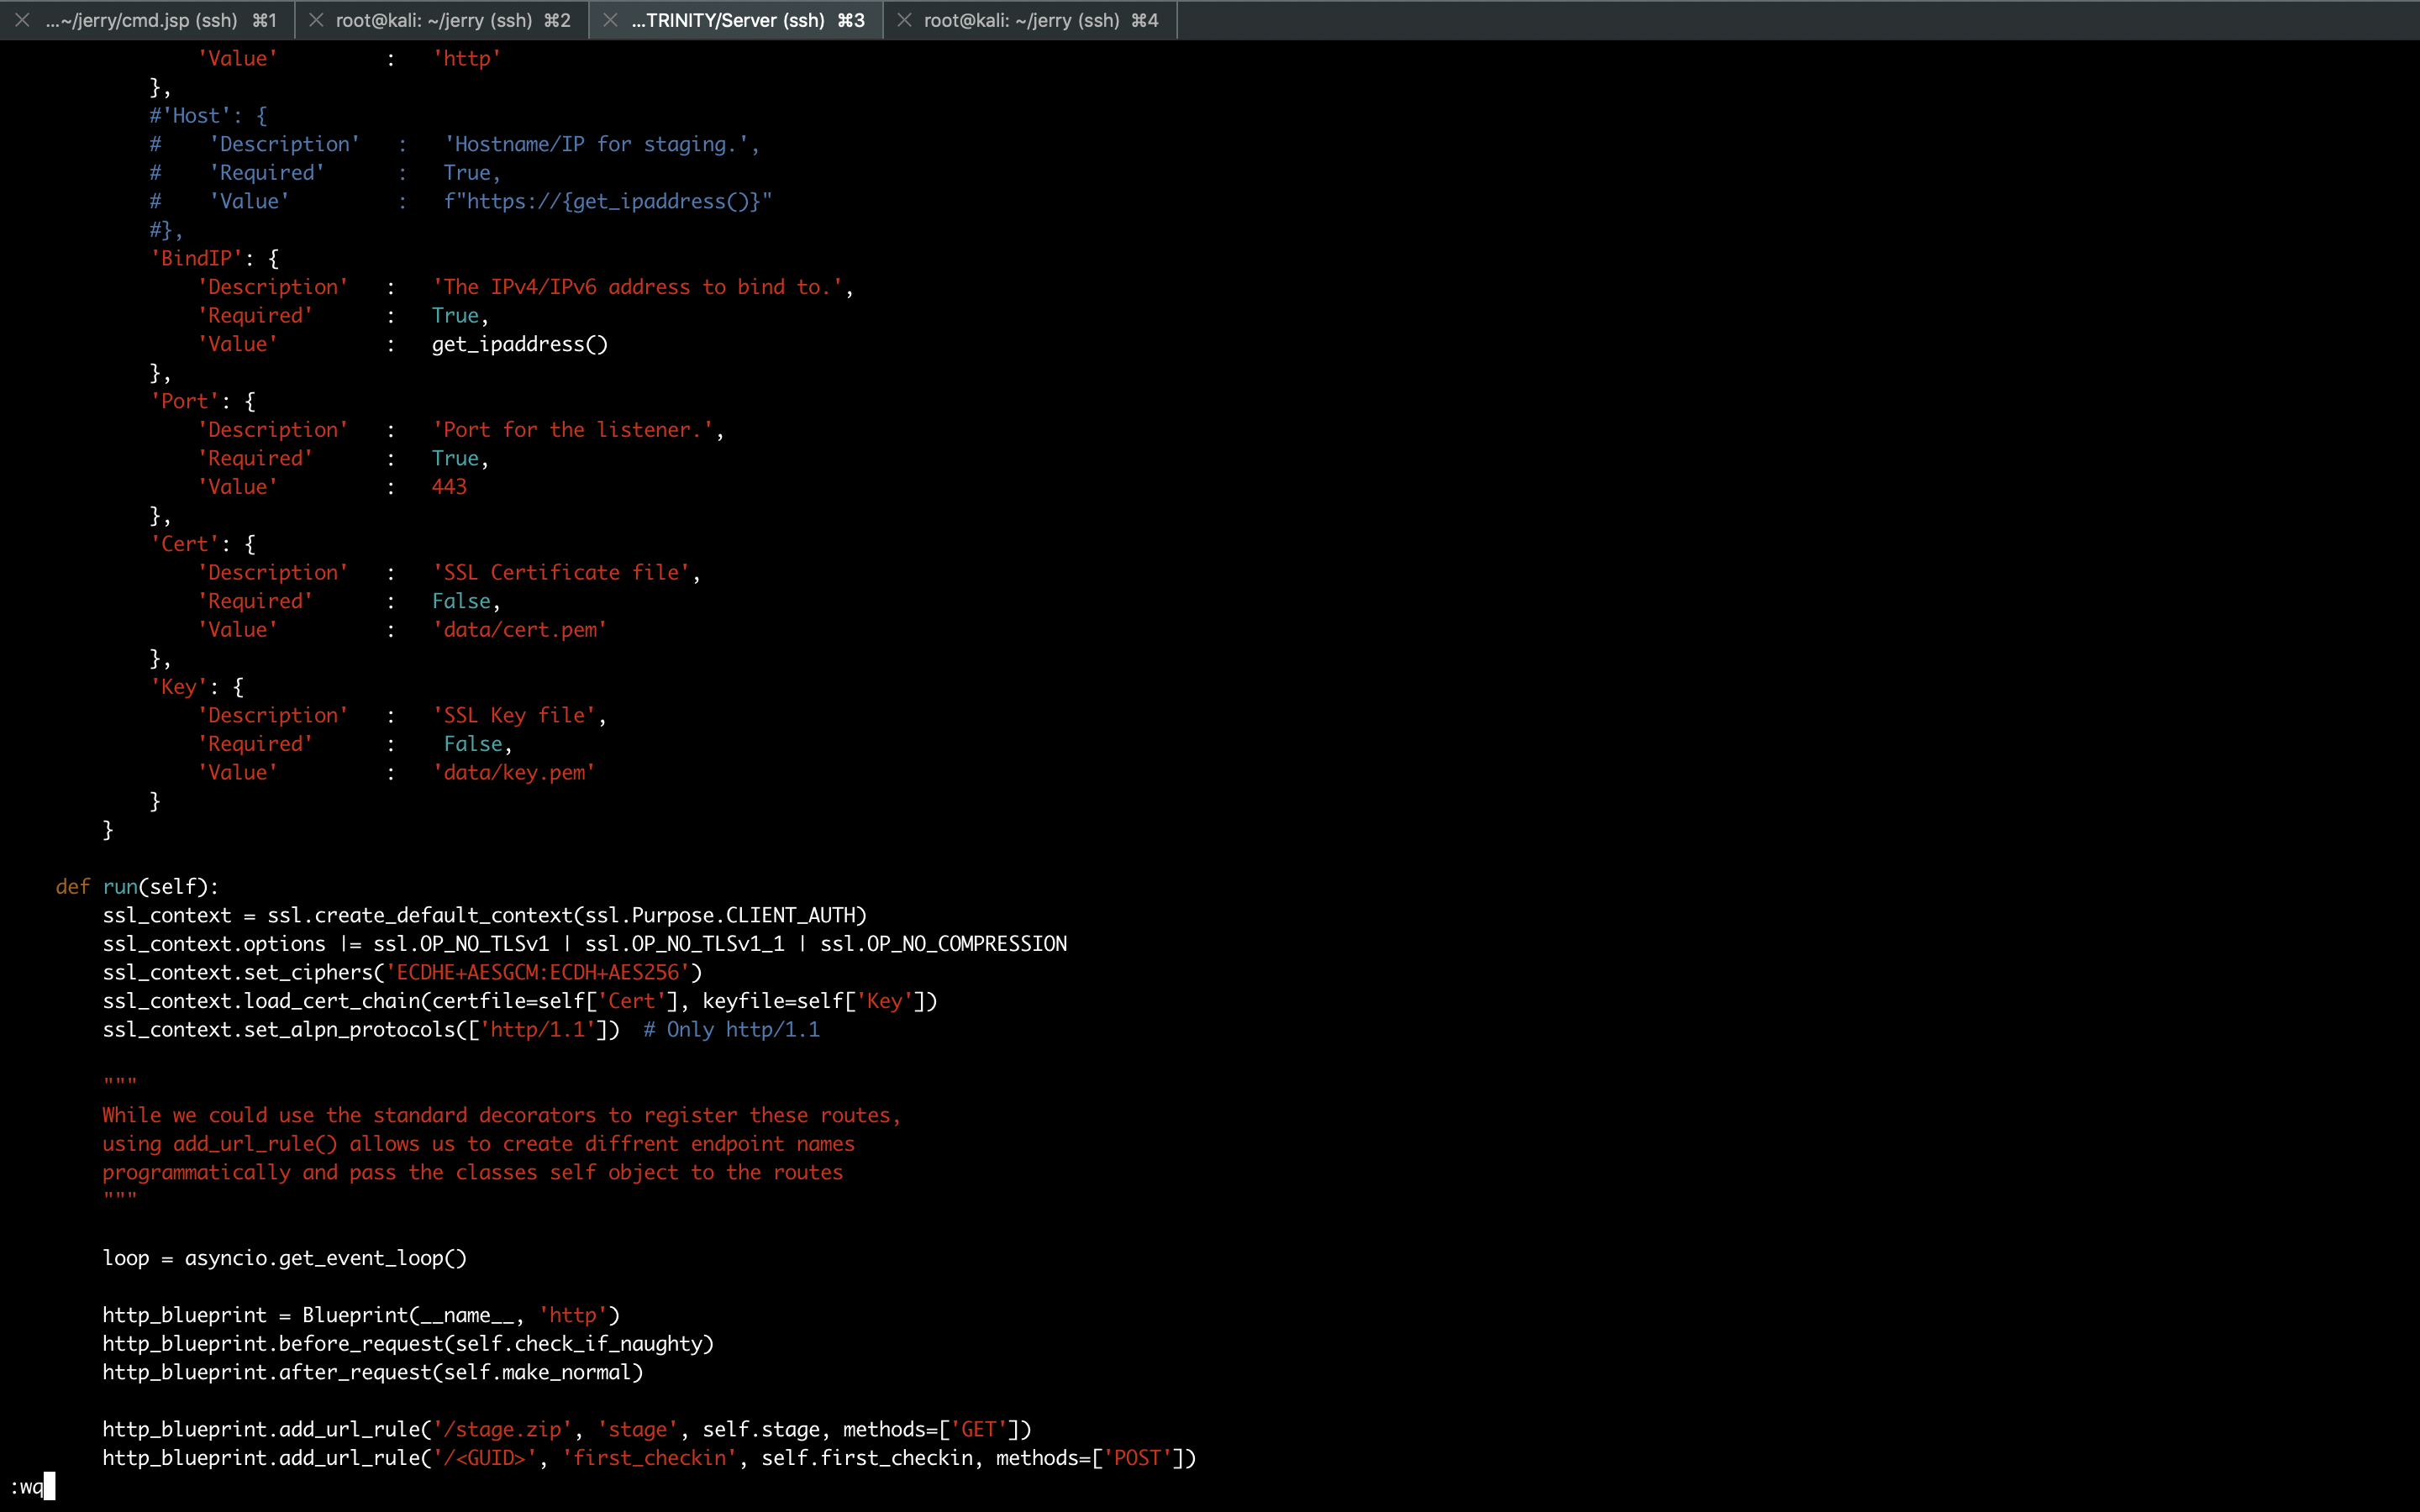 ...~/jerry/cmd.jsp (ssh) ⌘1 root@kali: ~/jerry (ssh) ⌘2 ...TRINITY/Server (ssh) ⌘3 root@kali: ~/jerry (ssh) ⌘4
                'Value'         :   'http'
            },
            #'Host': {
            #    'Description'   :   'Hostname/IP for staging.',
            #    'Required'      :   True,
            #    'Value'         :   f"https://{get_ipaddress()}"
            #},
            'BindIP': {
                'Description'   :   'The IPv4/IPv6 address to bind to.',
                'Required'      :   True,
                'Value'         :   get_ipaddress()
            },
            'Port': {
                'Description'   :   'Port for the listener.',
                'Required'      :   True,
                'Value'         :   443
            },
            'Cert': {
                'Description'   :   'SSL Certificate file',
                'Required'      :   False,
                'Value'         :   'data/cert.pem'
            },
            'Key': {
                'Description'   :   'SSL Key file',
                'Required'      :    False,
                'Value'         :   'data/key.pem'
            }
        }

    def run(self):
        ssl_context = ssl.create_default_context(ssl.Purpose.CLIENT_AUTH)
        ssl_context.options |= ssl.OP_NO_TLSv1 | ssl.OP_NO_TLSv1_1 | ssl.OP_NO_COMPRESSION
        ssl_context.set_ciphers('ECDHE+AESGCM:ECDH+AES256')
        ssl_context.load_cert_chain(certfile=self['Cert'], keyfile=self['Key'])
        ssl_context.set_alpn_protocols(['http/1.1'])  # Only http/1.1

        """
        While we could use the standard decorators to register these routes,
        using add_url_rule() allows us to create diffrent endpoint names
        programmatically and pass the classes self object to the routes
        """

        loop = asyncio.get_event_loop()

        http_blueprint = Blueprint(__name__, 'http')
        http_blueprint.before_request(self.check_if_naughty)
        http_blueprint.after_request(self.make_normal)

        http_blueprint.add_url_rule('/stage.zip', 'stage', self.stage, methods=['GET'])
        http_blueprint.add_url_rule('/<GUID>', 'first_checkin', self.first_checkin, methods=['POST'])
:wq